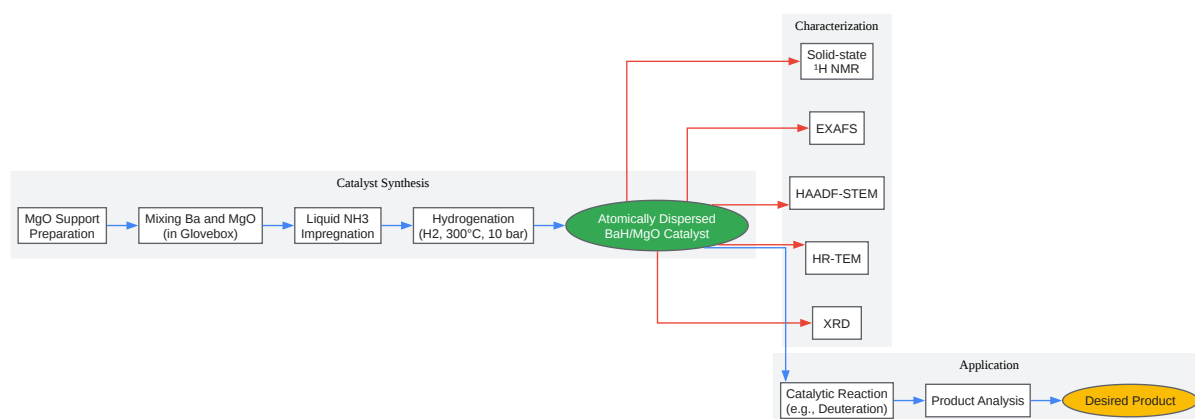 Characterization
Solid-state
¹H NMR
EXAFS
HAADF-STEM
HR-TEM
XRD
Catalyst Synthesis
MgO Support
Preparation
Mixing Ba and MgO
(in Glovebox)
Liquid NH3
Impregnation
Hydrogenation
(H2, 300°C, 10 bar)
Atomically Dispersed
BaH/MgO Catalyst
Application
Catalytic Reaction
(e.g., Deuteration)
Product Analysis
Desired Product